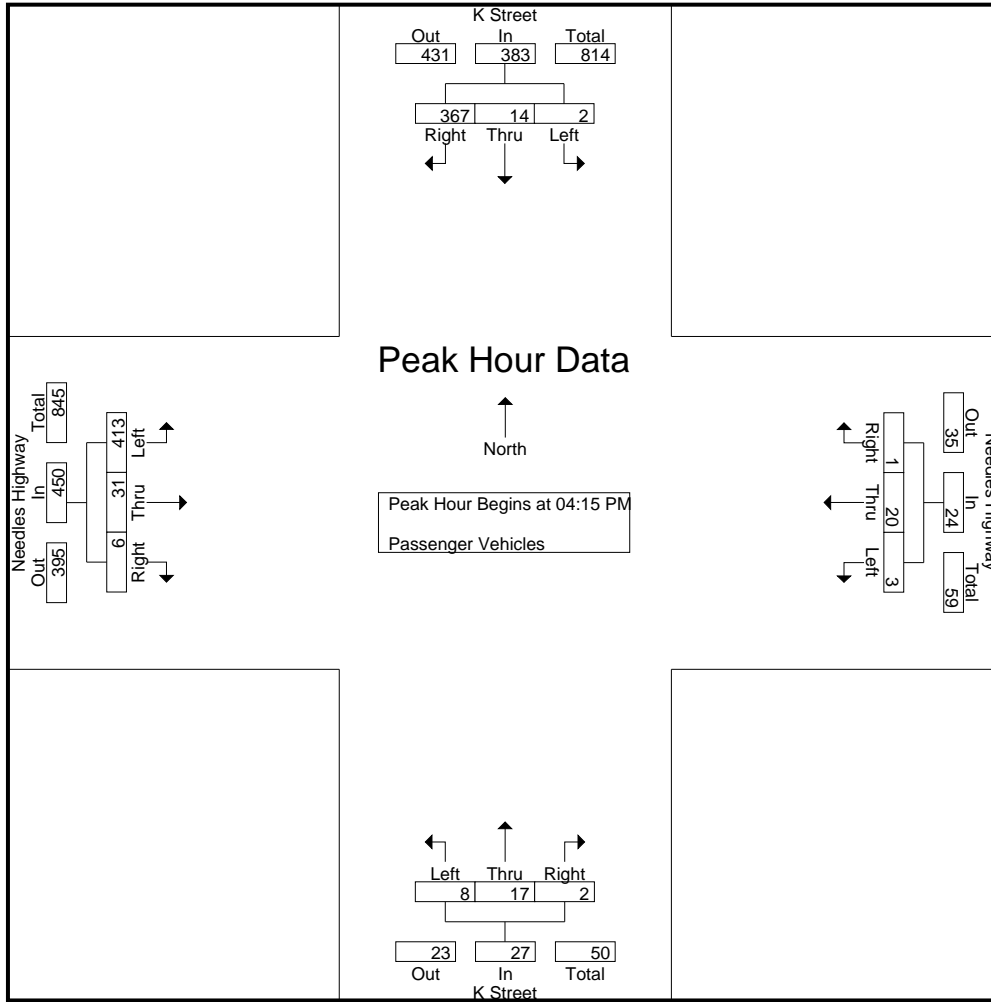 K Street
Out In Total
431 383 814
367 14 2
Right Thru Left
Peak Hour Data
North
Peak Hour Begins at 04:15 PM
Passenger Vehicles
Needles Highway
Total In Out
845 450 395
413 31 6
Left Thru Right
Needles Highway
Out In Total
35 24 59
1 20 3
Right Thru Left
Left Thru Right
8 17 2
23 27 50
Out In Total
K Street